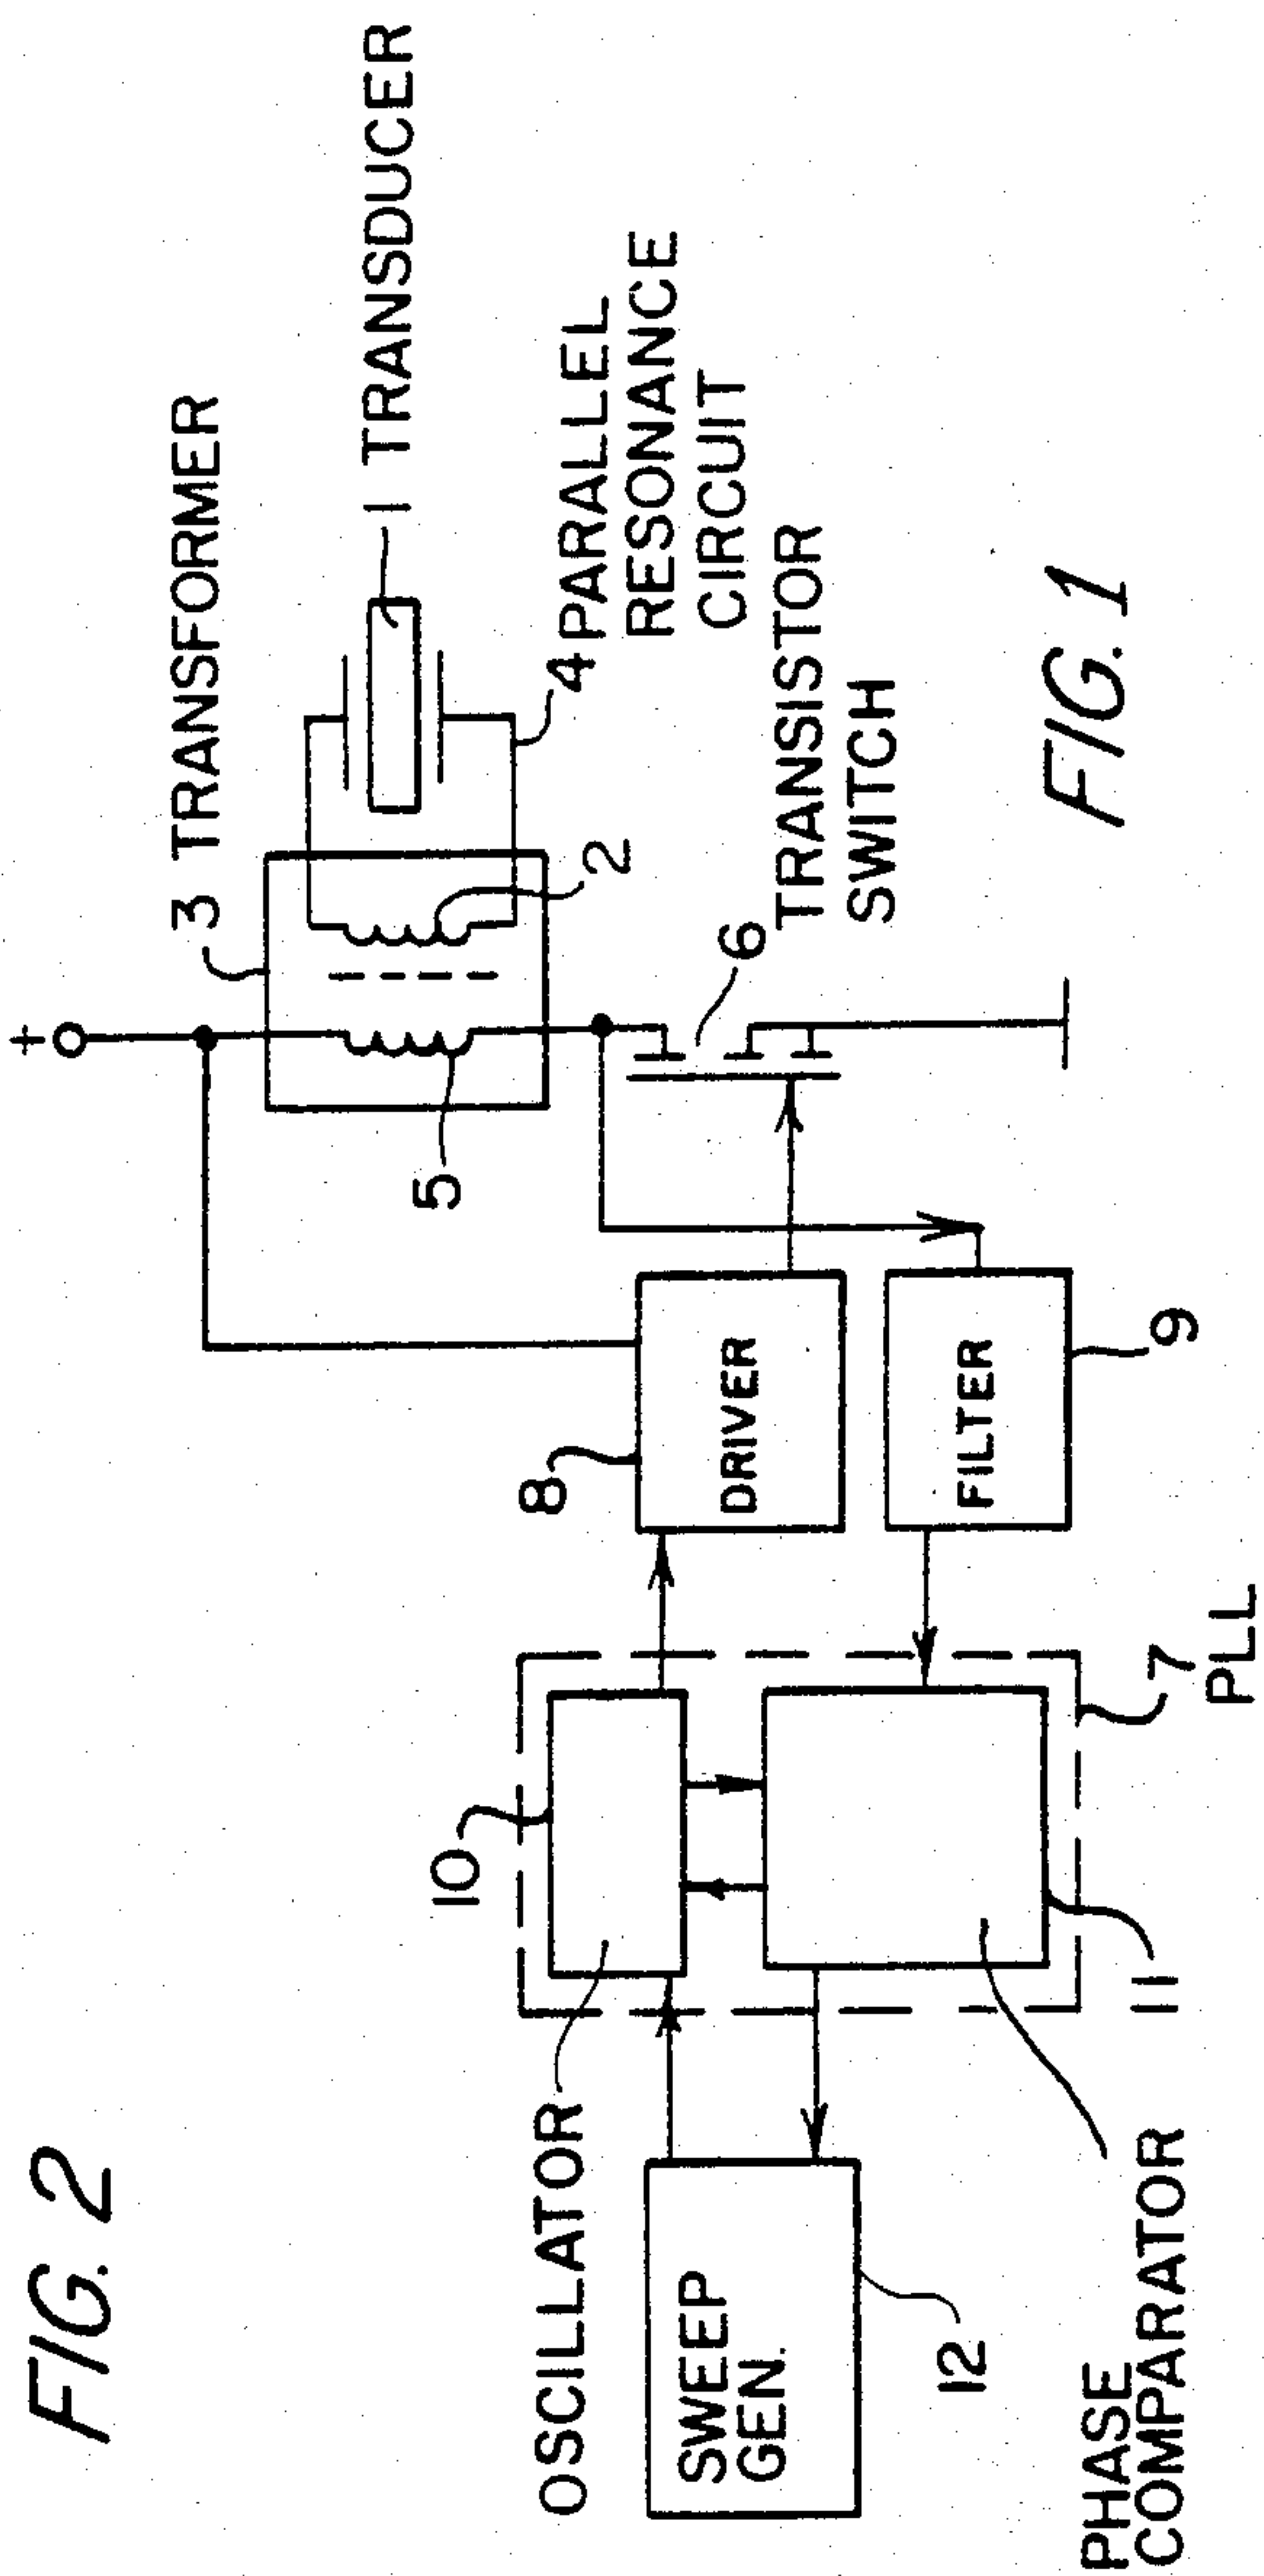 FIG. 2
+
3 TRANSFORMER
1 TRANSDUCER
5
2
4 PARALLEL
RESONANCE
CIRCUIT
6
TRANSISTOR
SWITCH
8
DRIVER
FILTER
9
10
OSCILLATOR
7
PLL
11
PHASE
COMPARATOR
SWEEP
GEN.
12
FIG. 1